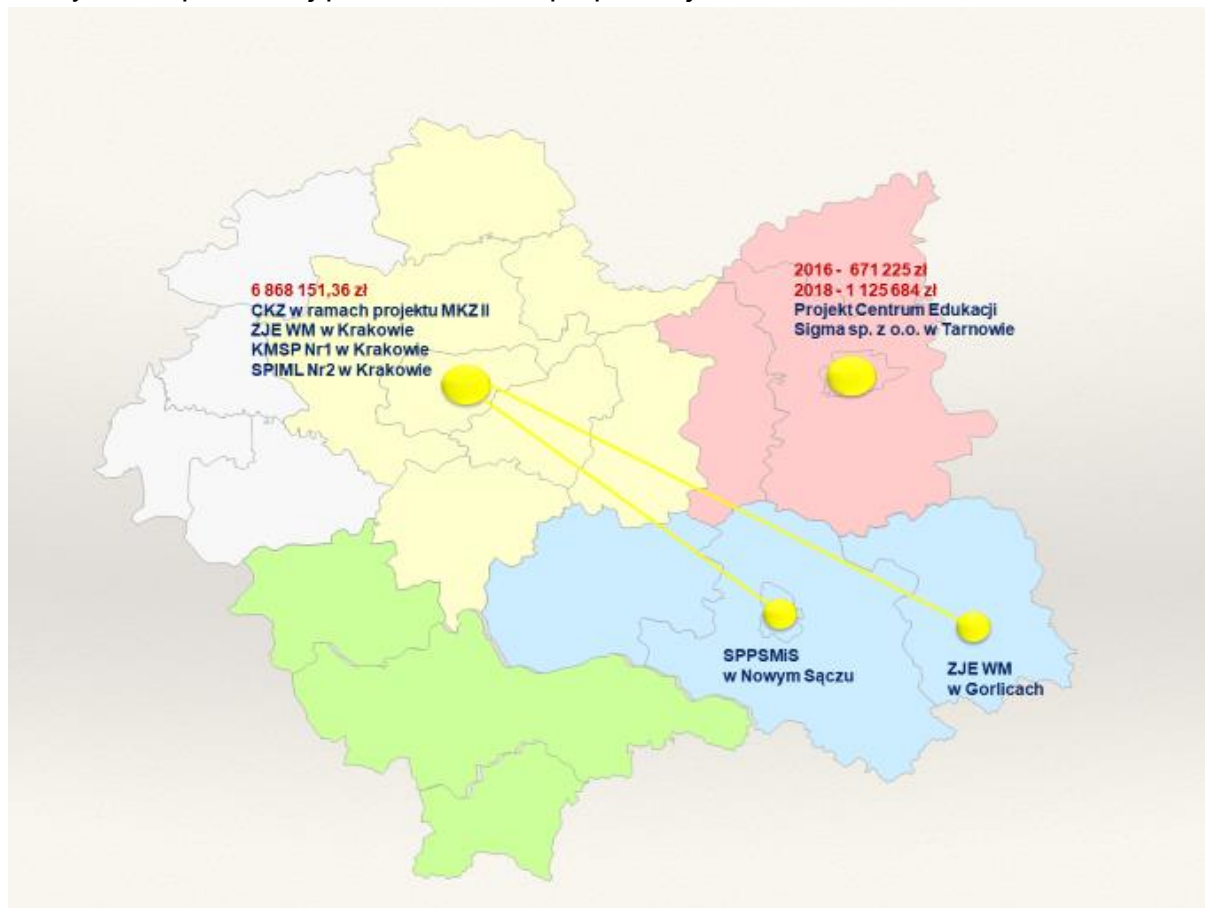 6 868 151,36 zł
CKZ w ramach projektu MKZ II
ZJE WM w Krakowie
KMSP Nr1 w Krakowie
SPIML Nr2 w Krakowie
2016 - 671 225 zł
2018 - 1 125 684 zł
Projekt Centrum Edukacji
Sigma sp. z o.o. w Tarnowie
SPPSMiS
w Nowym Sączu
ZJE WM
w Gorlicach